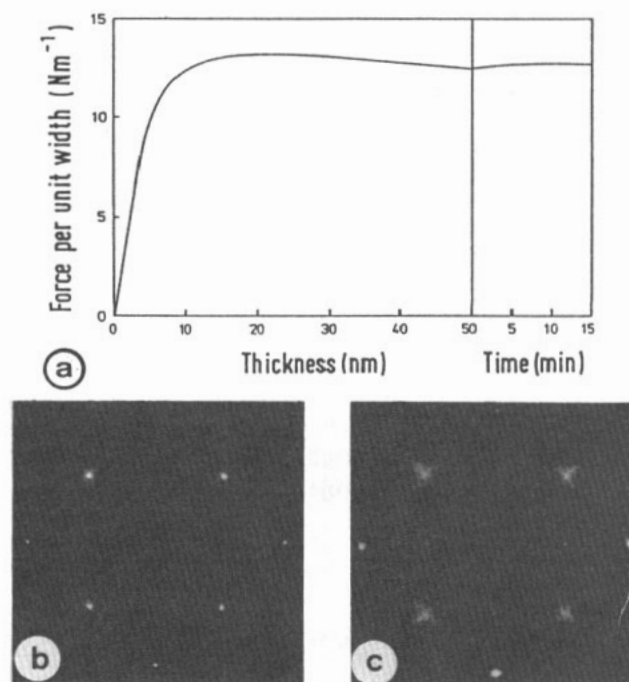 15
10
5
0
Force per unit width (Nm⁻¹)
0 10 20 30 40 50 5 10 15
Thickness (nm) Time (min)
a
b c